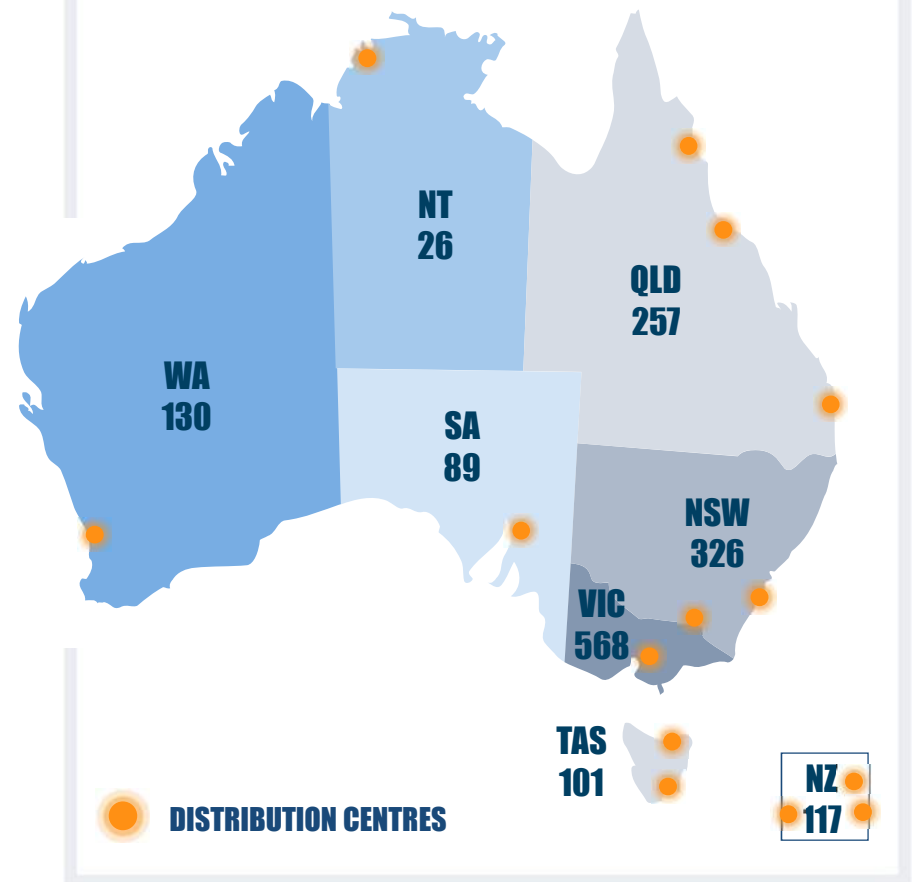 NT
26
QLD
257
WA
130
SA
89
NSW
326
VIC
568
TAS
101
NZ
117
DISTRIBUTION CENTRES